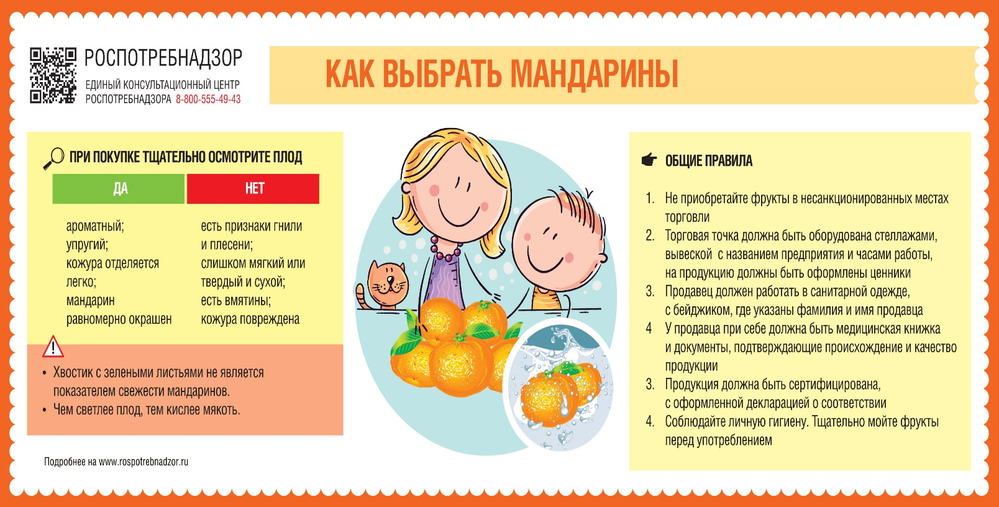 РОСПОТРЕБНАДЗОР
ЕДИНЫЙ КОНСУЛЬТАЦИОННЫЙ ЦЕНТР
РОСПОТРЕБНАДЗОРА 8-800-555-49-43
КАК ВЫБРАТЬ МАНДАРИНЫ
ПРИ ПОКУПКЕ ТЩАТЕЛЬНО ОСМОТРИТЕ ПЛОД
ДА
ароматный;
упругий;
кожура отделяется
легко;
мандарин
равномерно окрашен
НЕТ
есть признаки гнили
и плесени;
слишком мягкий или
твердый и сухой;
есть вмятины;
кожура повреждена
• Хвостик с зелеными листьями не является
показателем свежести мандаринов.
• Чем светлее плод, тем кислее мякоть.
Подробнее на www.rospotrebnadzor.ru
ОБЩИЕ ПРАВИЛА
1. Не приобретайте фрукты в несанкционированных местах
торговли
2. Торговая точка должна быть оборудована стеллажами,
вывеской с названием предприятия и часами работы,
на продукцию должны быть оформлены ценники
3. Продавец должен работать в санитарной одежде,
с бейджиком, где указаны фамилия и имя продавца
4 У продавца при себе должна быть медицинская книжка
и документы, подтверждающие происхождение и качество
продукции
3. Продукция должна быть сертифицирована,
с оформленной декларацией о соответствии
4. Соблюдайте личную гигиену. Тщательно мойте фрукты
перед употреблением